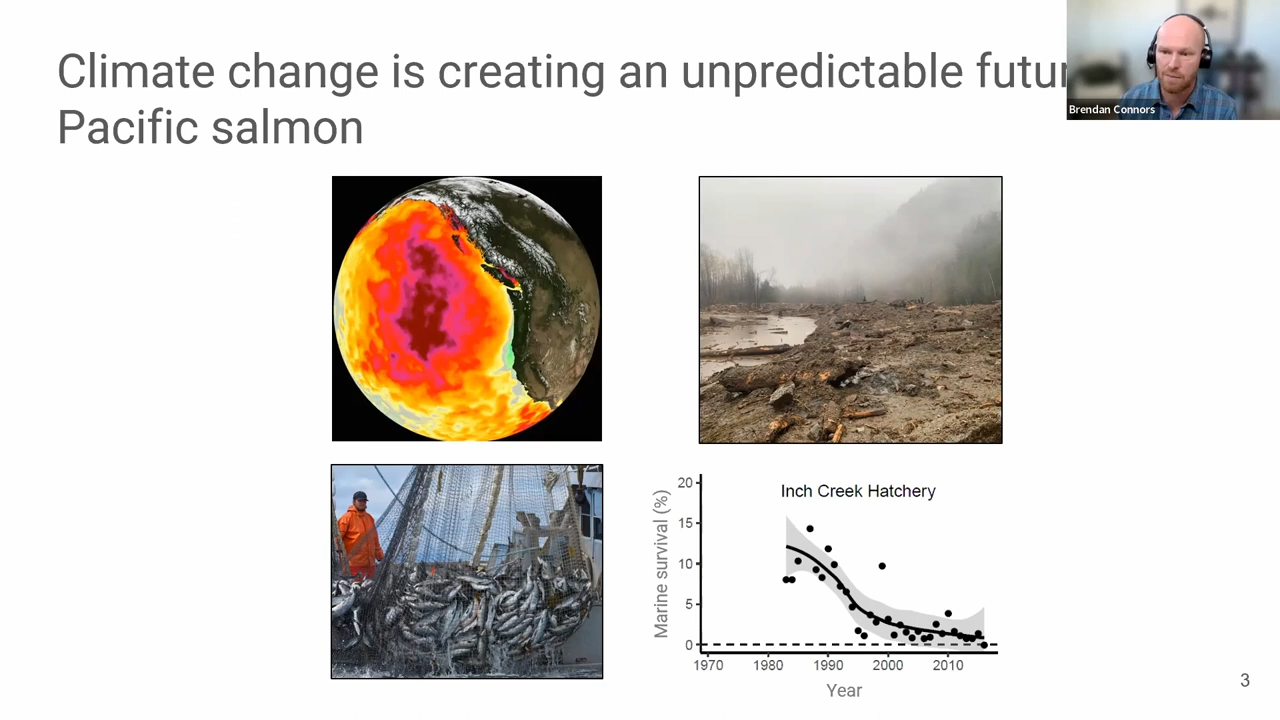 Climate change is creating an unpredictable
Pacific salmon
Brendan Connors
Inch Creek Hatchery
Marine survival (%)
20
15
10
5
0
1970 1980 1990 2000 2010
Year
3